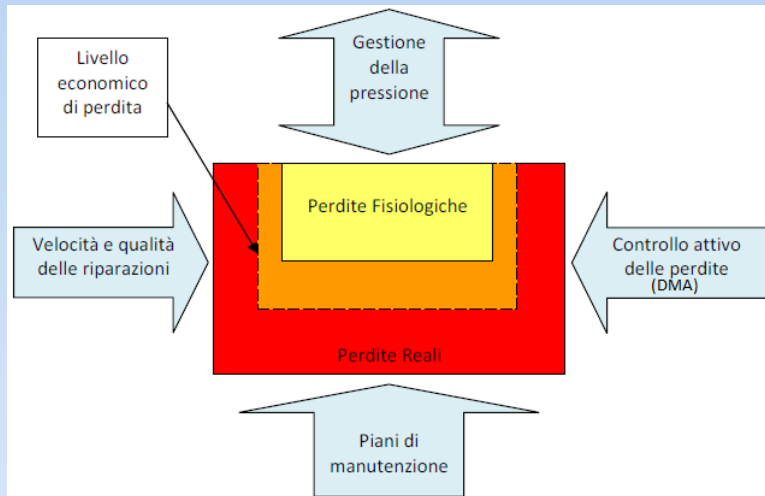 Livello
economico
di perdita
Gestione
della
pressione
Perdite Fisiologiche
Velocità e qualità
delle riparazioni
Controllo attivo
delle perdite
(DMA)
Perdite Reali
Piani di
manutenzione